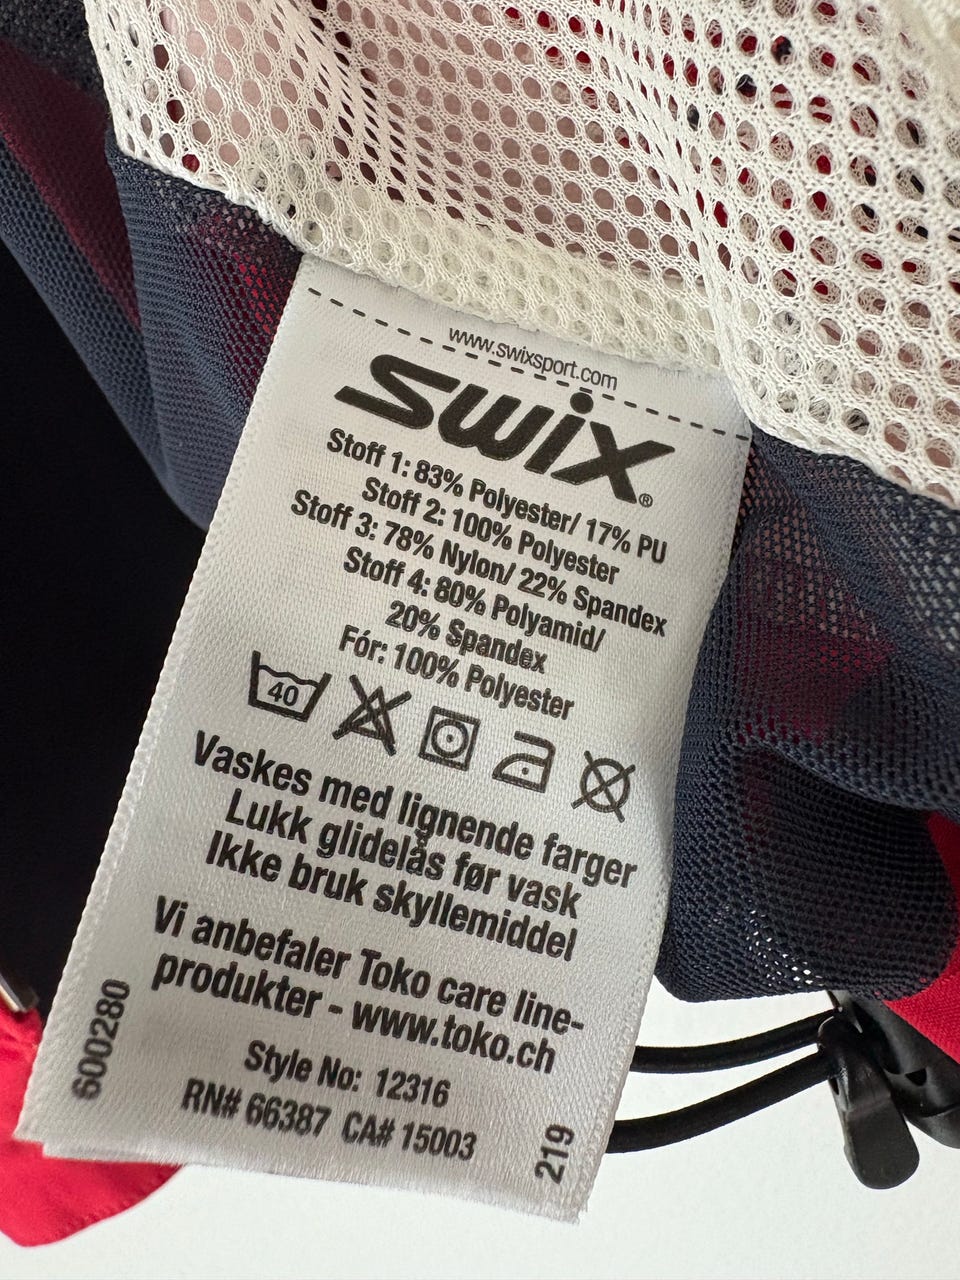 www.swixsport.com
swix®
Stoff 1: 83% Polyester/ 17% PU
Stoff 2: 100% Polyester
Stoff 3: 78% Nylon/ 22% Spandex
Stoff 4: 80% Polyamid/
20% Spandex
Fór: 100% Polyester
40
Vaskes med lignende farger
Lukk glidelås før vask
Ikke bruk skyllemiddel
Vi anbefaler Toko care line-
produkter - www.toko.ch
Style No: 12316
RN# 66387 CA# 15003
600280
219